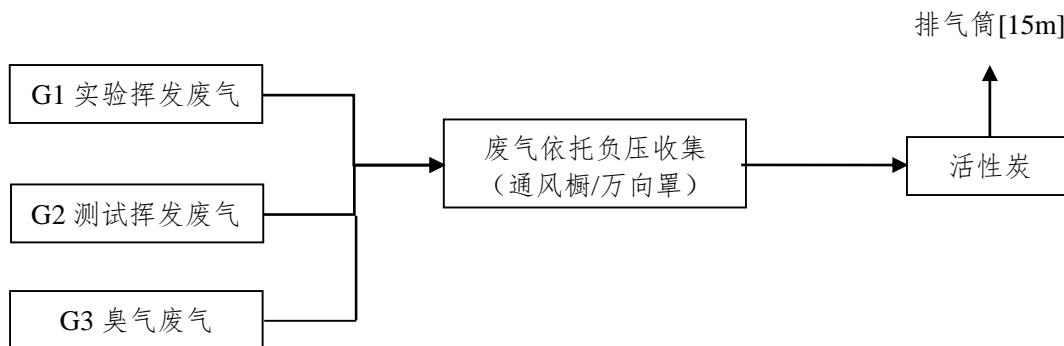 排气筒[15m]
G1 实验挥发废气
废气依托负压收集
（通风橱/万向罩）
活性炭
G2 测试挥发废气
G3 臭气废气